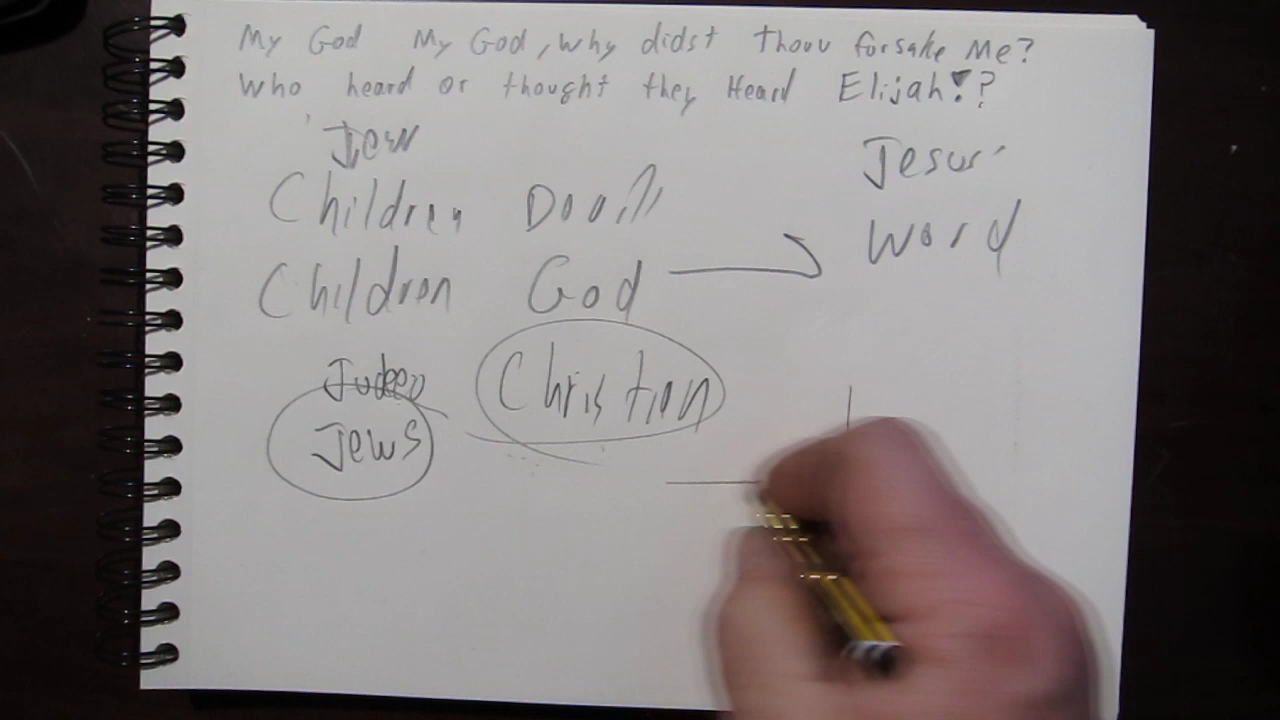 My God My God, Why didst thou forsake Me?
Who heard or thought they Heard Elijah!?
Jew
Jesus
Children Devil
Word
Children God
Christian
Jews